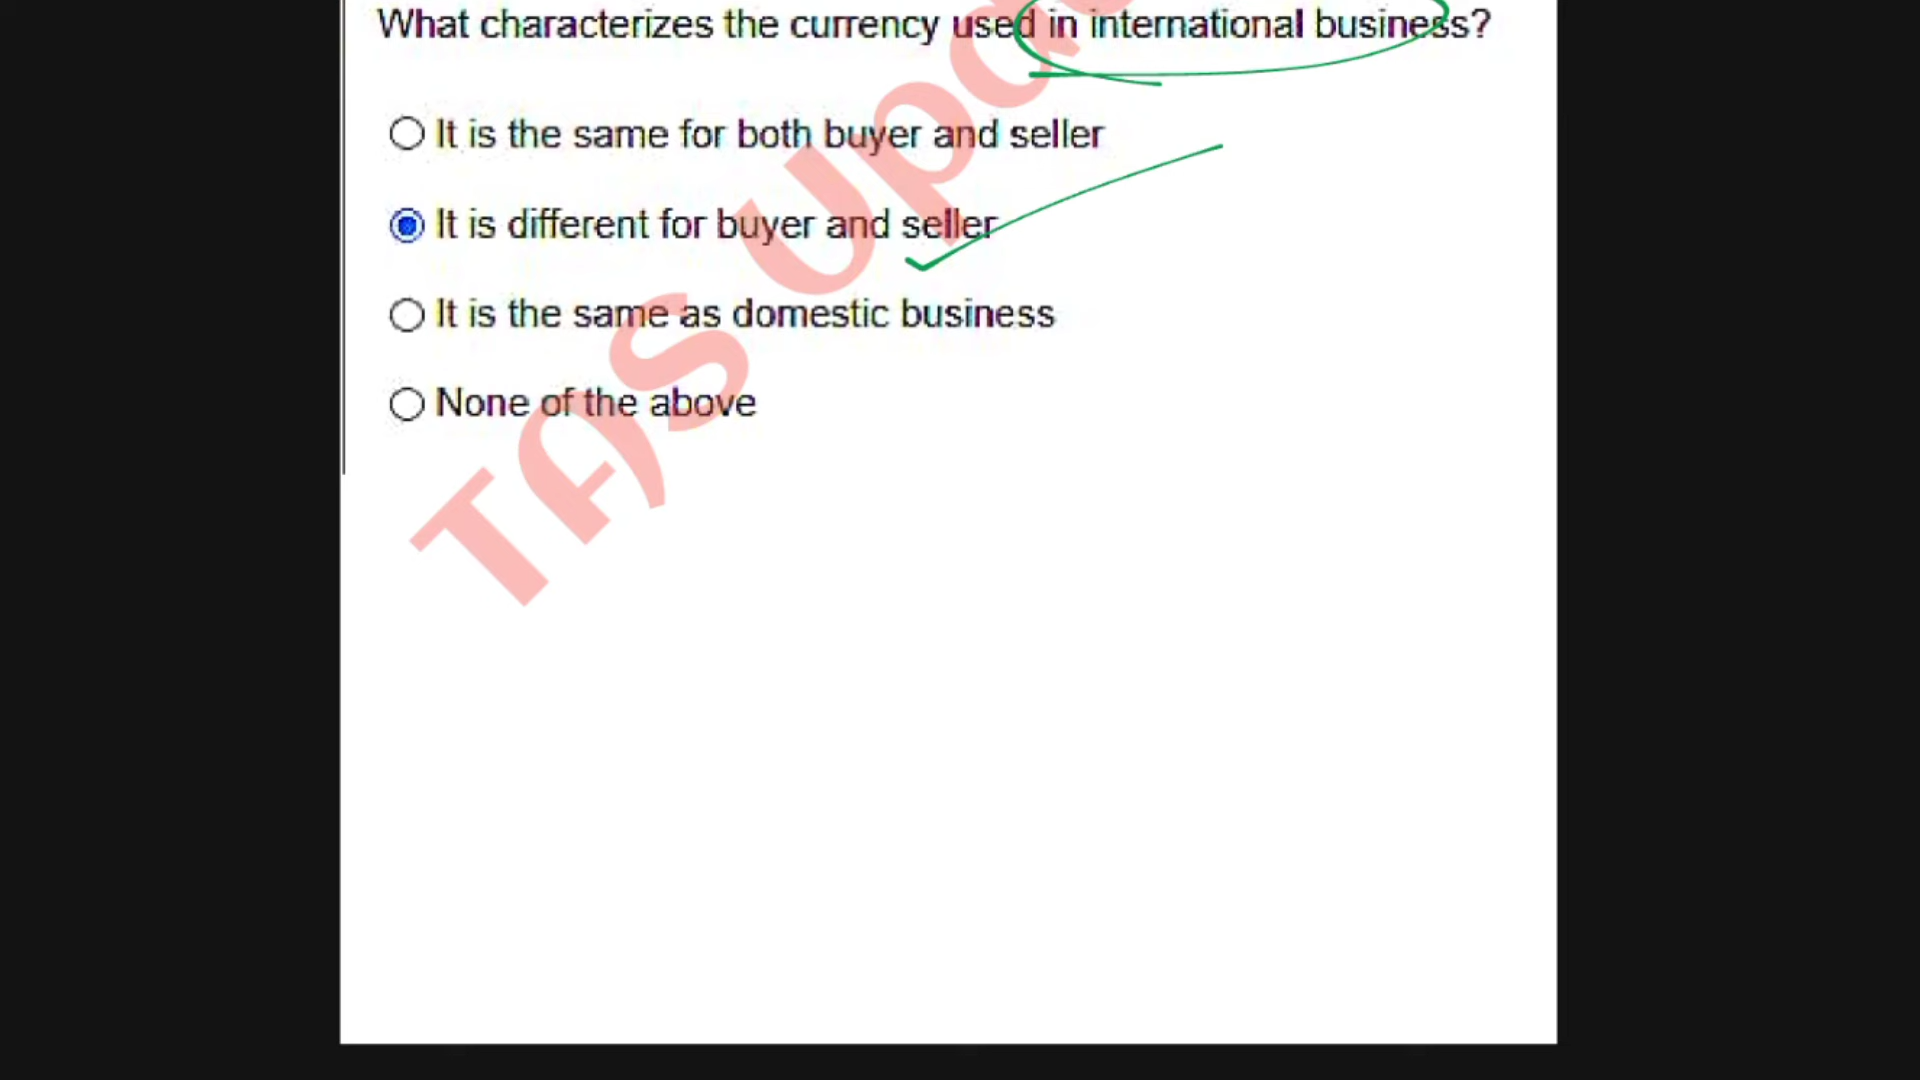 What characterizes the currency used in international business?
It is the same for both buyer and seller
It is different for buyer and seller
It is the same as domestic business
None of the above
TAS